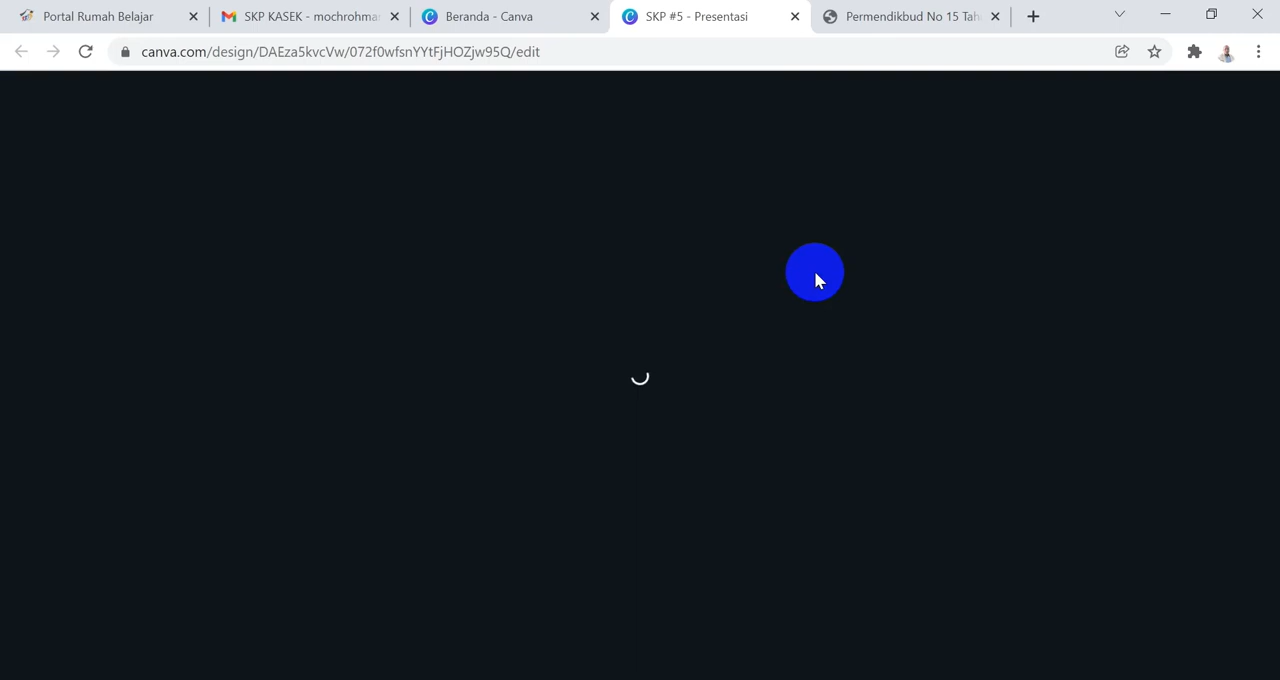 Portal Rumah Belajar
SKP KASEK - mochrohma
Beranda - Canva
SKP #5 - Presentasi
Permendikbud No 15 Tah
canva.com/design/DAEza5kvcVw/072f0wfsnYYtFjHOZjw95Q/edit